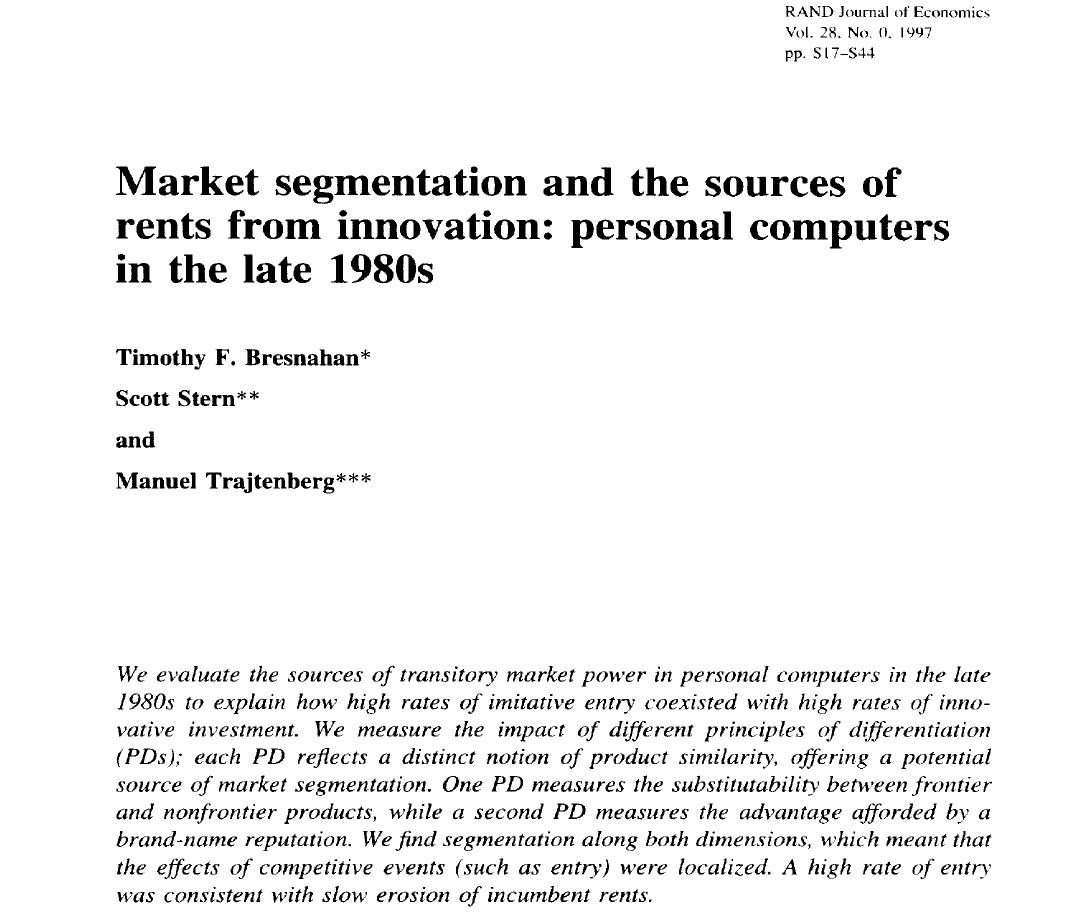 RAND Journal of Economics
Vol. 28, No. 0, 1997
pp. S17–S44
Market segmentation and the sources of
rents from innovation: personal computers
in the late 1980s
Timothy F. Bresnahan*
Scott Stern**
and
Manuel Trajtenberg***
We evaluate the sources of transitory market power in personal computers in the late
1980s to explain how high rates of imitative entry coexisted with high rates of inno-
vative investment. We measure the impact of different principles of differentiation
(PDs); each PD reflects a distinct notion of product similarity, offering a potential
source of market segmentation. One PD measures the substitutability between frontier
and nonfrontier products, while a second PD measures the advantage afforded by a
brand-name reputation. We find segmentation along both dimensions, which meant that
the effects of competitive events (such as entry) were localized. A high rate of entry
was consistent with slow erosion of incumbent rents.